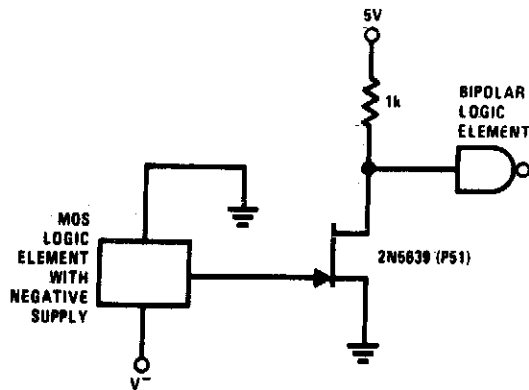 5V
1k
BIPOLAR
LOGIC
ELEMENT
MOS
LOGIC
ELEMENT
WITH
NEGATIVE
SUPPLY
2N5639 (P51)
V−